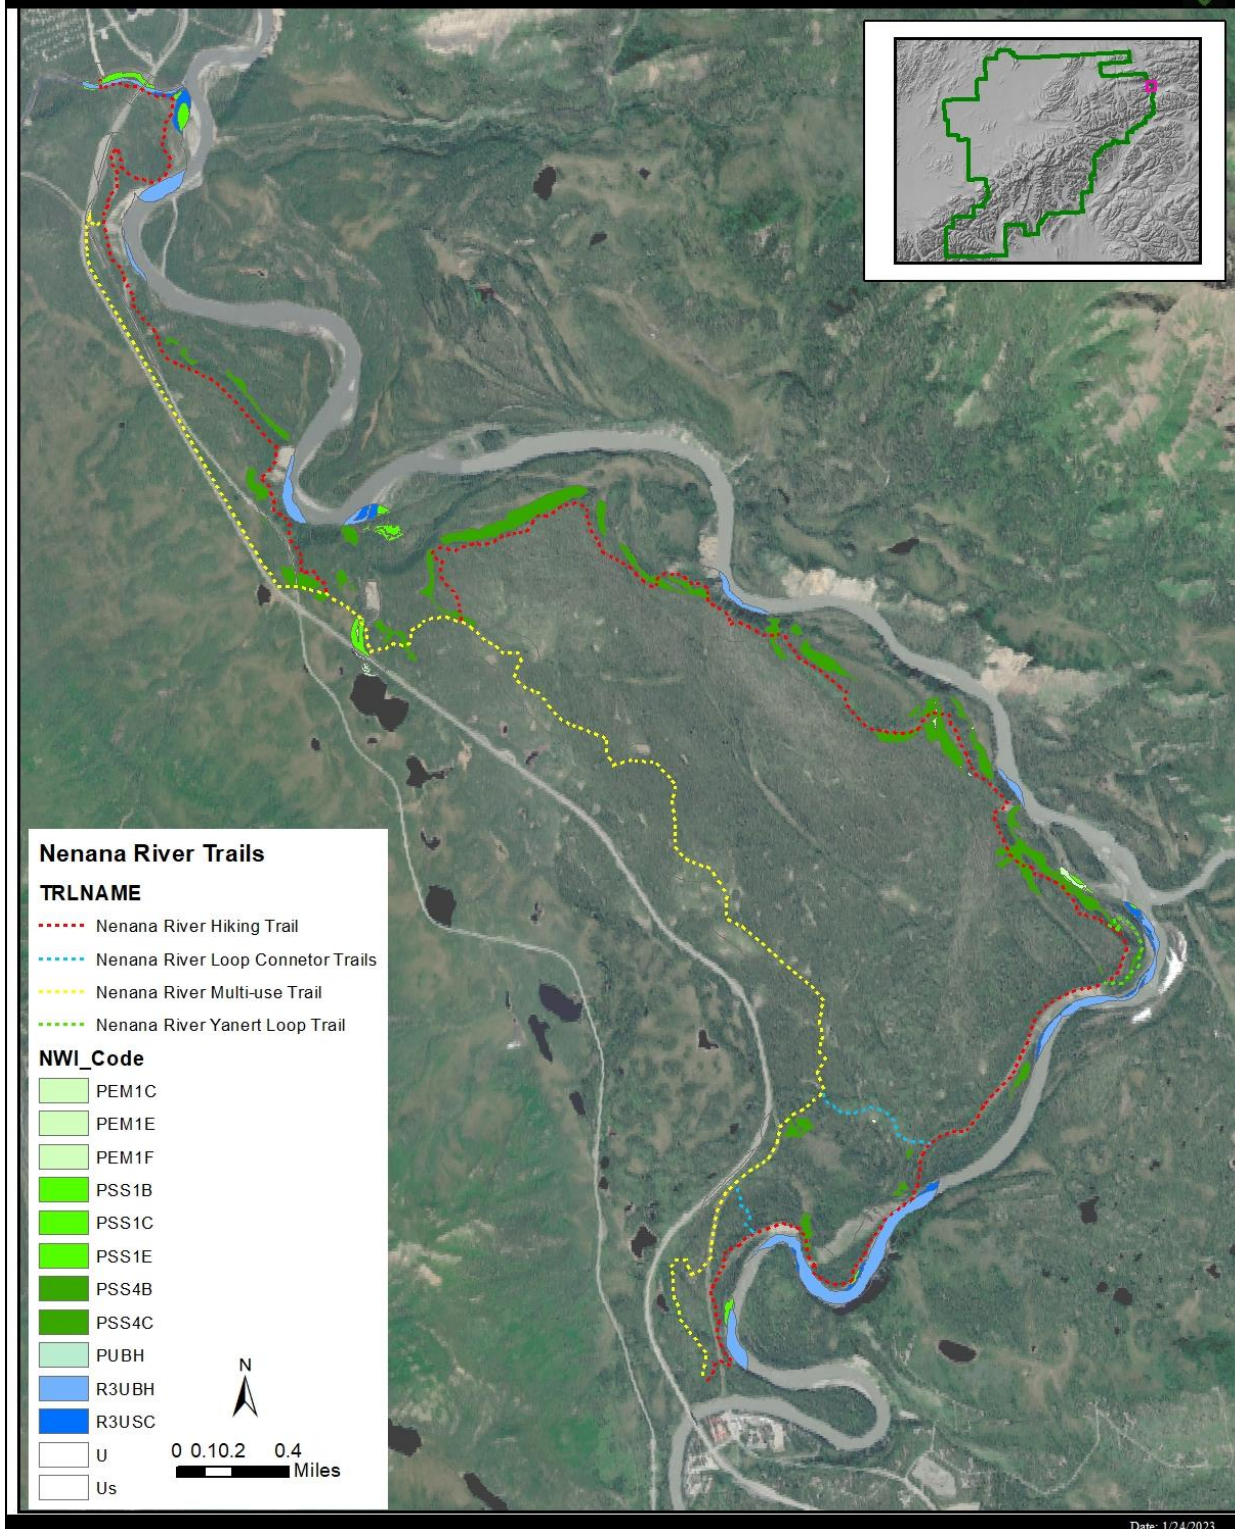 Nenana River Trails
TRLNAME
Nenana River Hiking Trail
Nenana River Loop Connetor Trails
Nenana River Multi-use Trail
Nenana River Yanert Loop Trail
NWI_Code
PEM1C
PEM1E
PEM1F
PSS1B
PSS1C
PSS1E
PSS4B
PSS4C
PUBH
R3UBH
R3USC
U
Us
N
0 0.10.2 0.4
Miles
Date: 1/24/2023